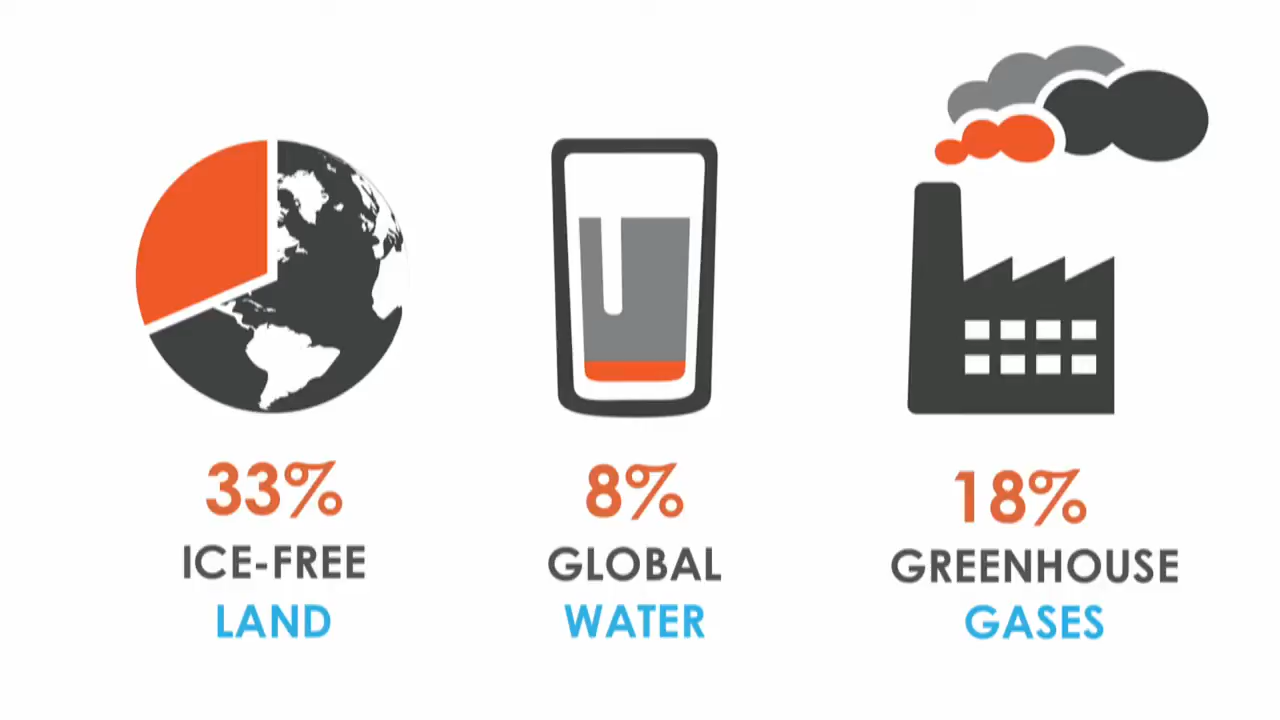 33%
ICE-FREE
LAND
8%
GLOBAL
WATER
18%
GREENHOUSE
GASES